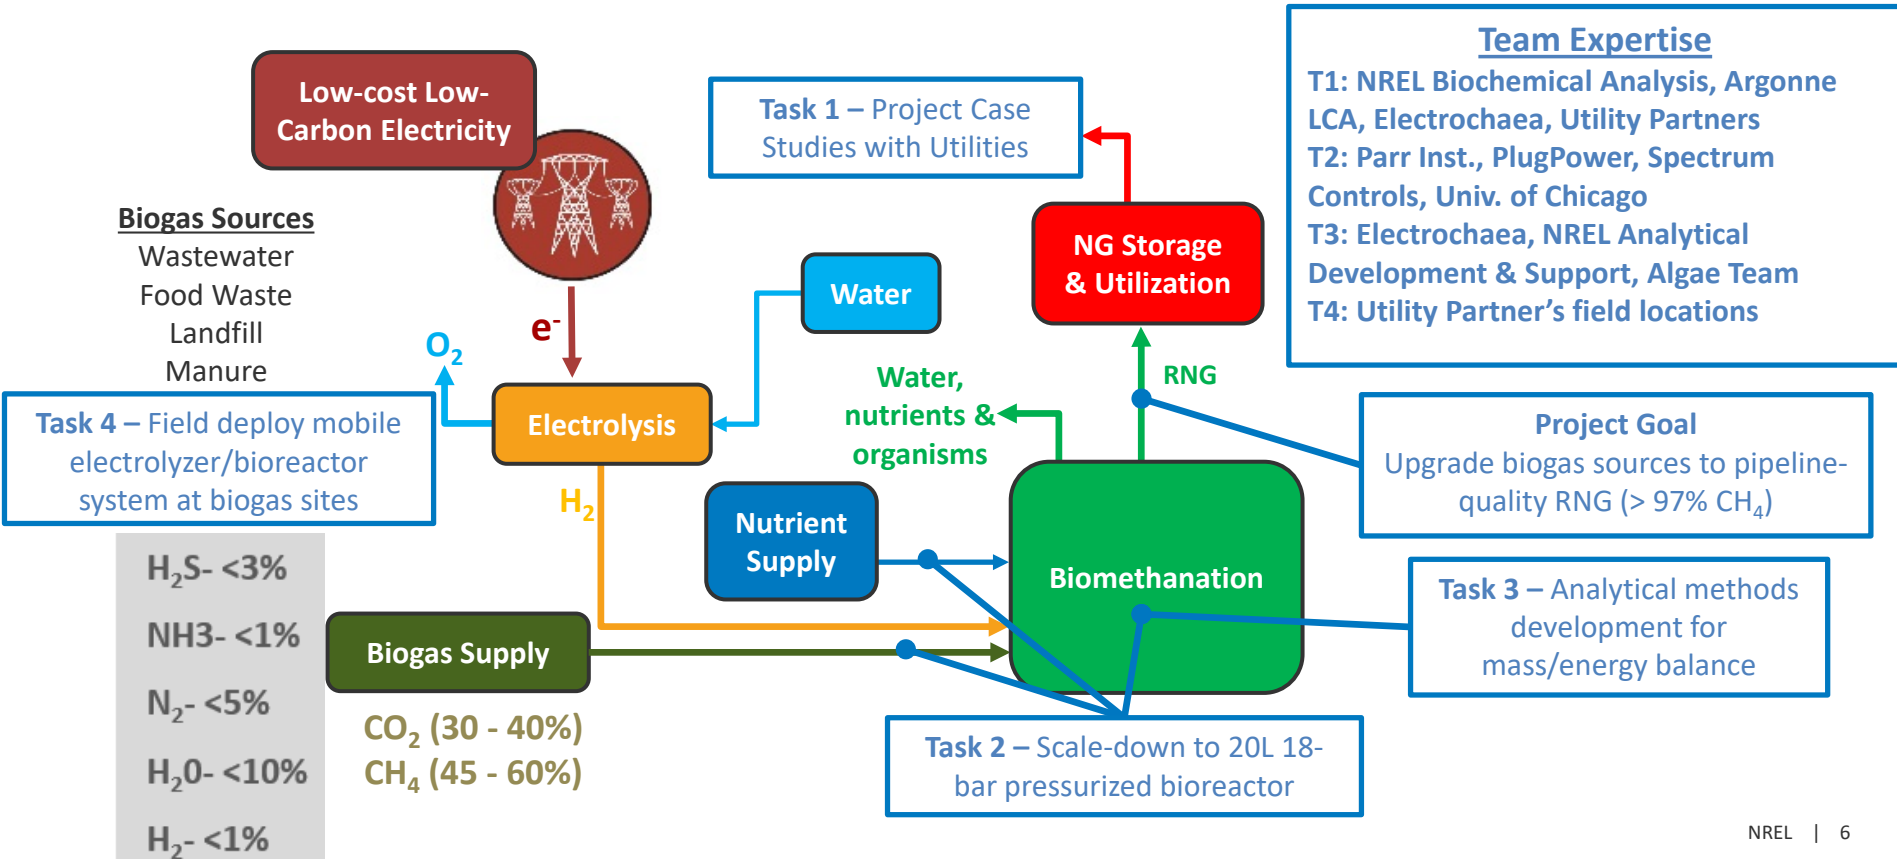 Low-cost Low-
Carbon Electricity
Biogas Sources
Wastewater
Food Waste
Landfill
Manure
Task 4 – Field deploy mobile
electrolyzer/bioreactor
system at biogas sites
H₂S- <3%
NH3- <1%
N₂- <5%
H₂0- <10%
H₂- <1%
O₂
e⁻
Electrolysis
H₂
Water
Biogas Supply
CO₂ (30 - 40%)
CH₄ (45 - 60%)
Nutrient
Supply
Water,
nutrients &
organisms
Biomethanation
RNG
NG Storage
& Utilization
Task 1 – Project Case
Studies with Utilities
Task 2 – Scale-down to 20L 18-
bar pressurized bioreactor
Team Expertise
T1: NREL Biochemical Analysis, Argonne
LCA, Electrochaea, Utility Partners
T2: Parr Inst., PlugPower, Spectrum
Controls, Univ. of Chicago
T3: Electrochaea, NREL Analytical
Development & Support, Algae Team
T4: Utility Partner’s field locations
Project Goal
Upgrade biogas sources to pipeline-
quality RNG (> 97% CH₄)
Task 3 – Analytical methods
development for
mass/energy balance
NREL | 6